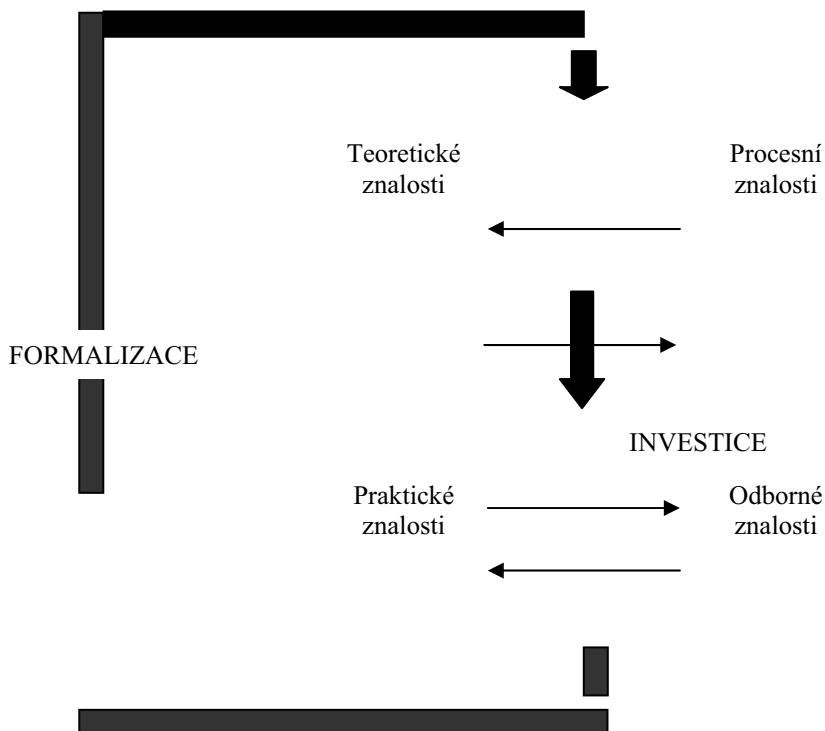 Teoretické
znalosti
Procesní
znalosti
FORMALIZACE
INVESTICE
Praktické
znalosti
Odborné
znalosti